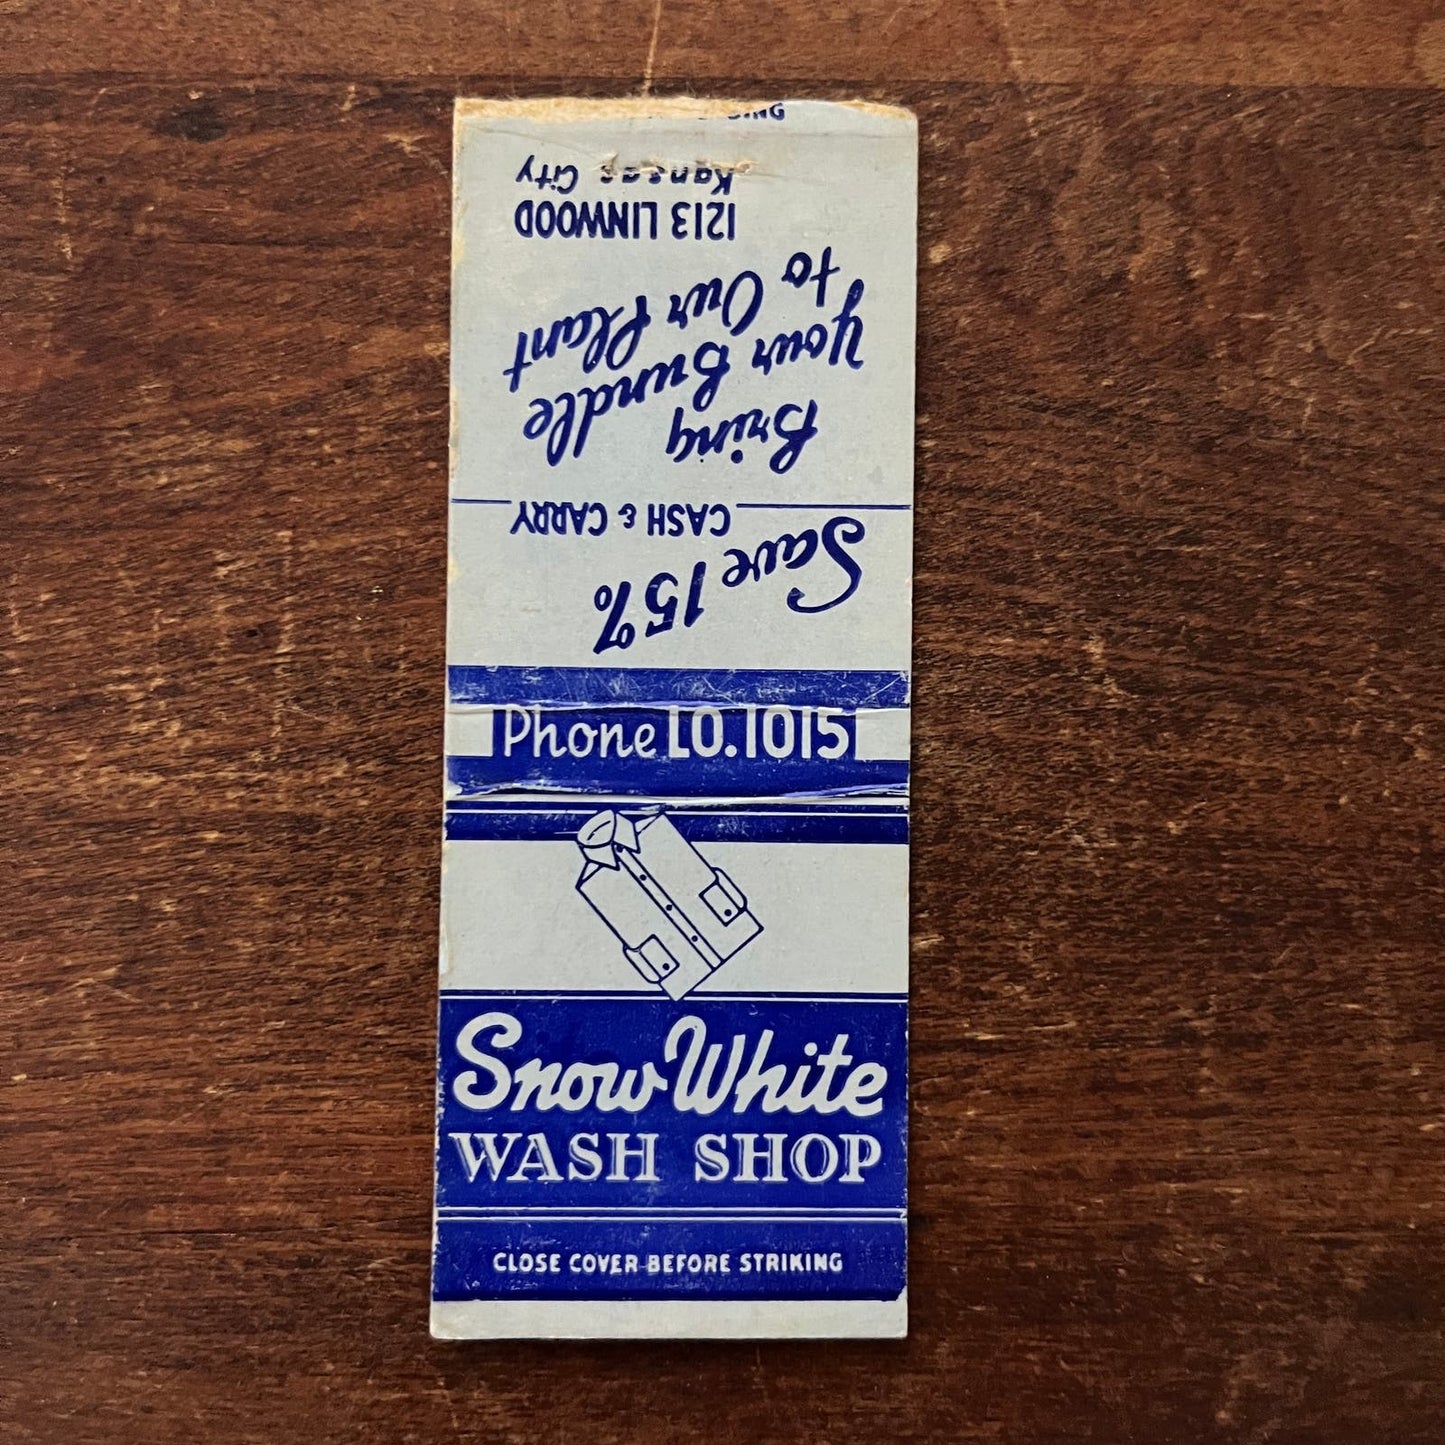 Phone LO.1015
Snow White
WASH SHOP
CLOSE COVER BEFORE STRIKING
Save 15%
CASH & CARRY
Bring
Your Bundle
to Our Plant
1213 LINWOOD
Kansas City